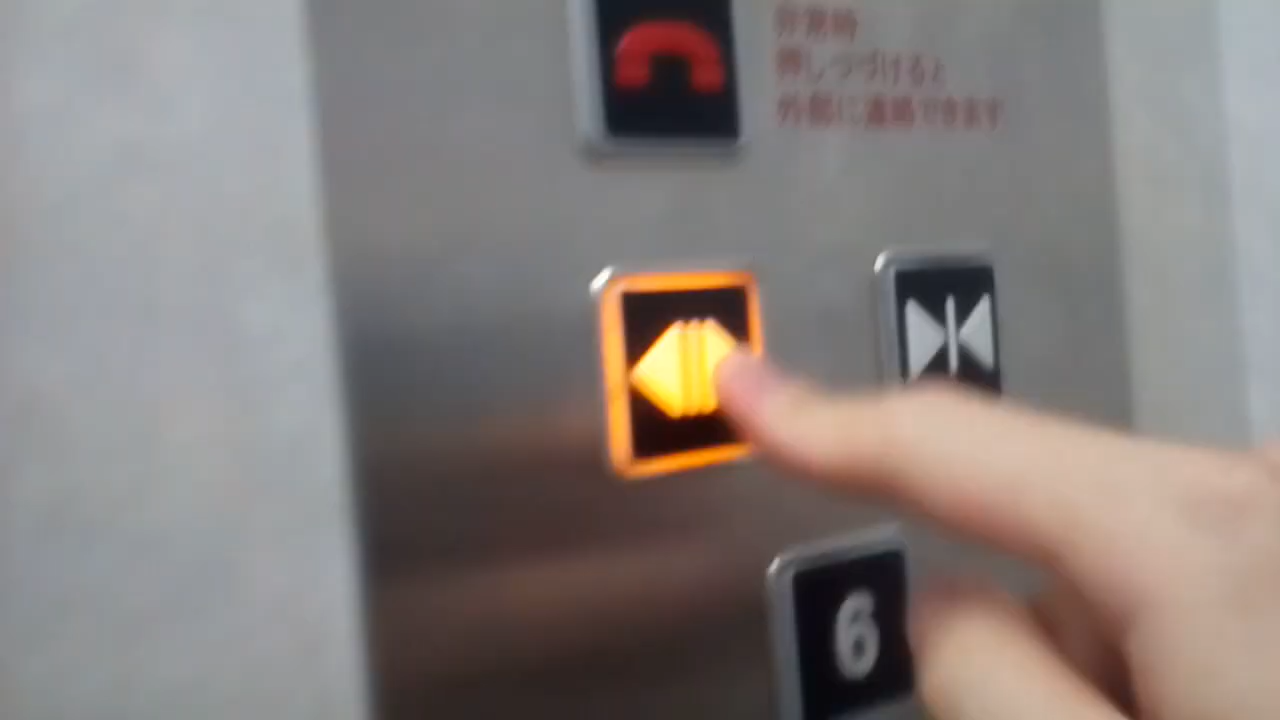 非常時
押しつづけると
外部に連絡できます
6